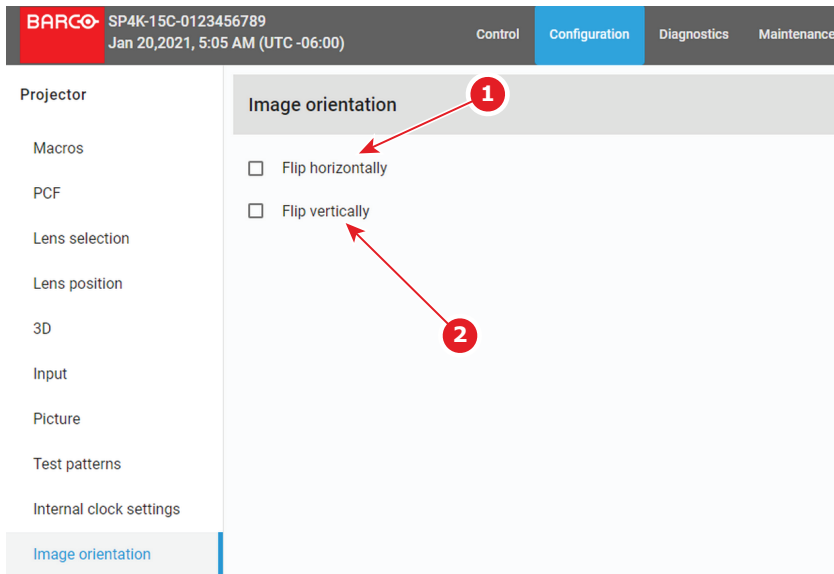 BARCO SP4K-15C-0123456789
Jan 20,2021, 5:05 AM (UTC -06:00)
Control Configuration Diagnostics Maintenance
Projector
Macros
PCF
Lens selection
Lens position
3D
Input
Picture
Test patterns
Internal clock settings
Image orientation
Image orientation
1
Flip horizontally
Flip vertically
2